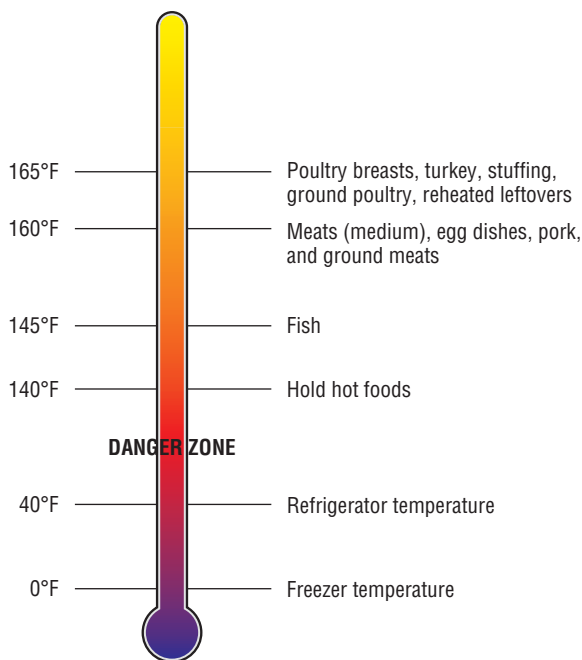 165°F Poultry breasts, turkey, stuffing,
ground poultry, reheated leftovers
160°F Meats (medium), egg dishes, pork,
and ground meats
145°F Fish
140°F Hold hot foods
DANGER ZONE
40°F Refrigerator temperature
0°F Freezer temperature